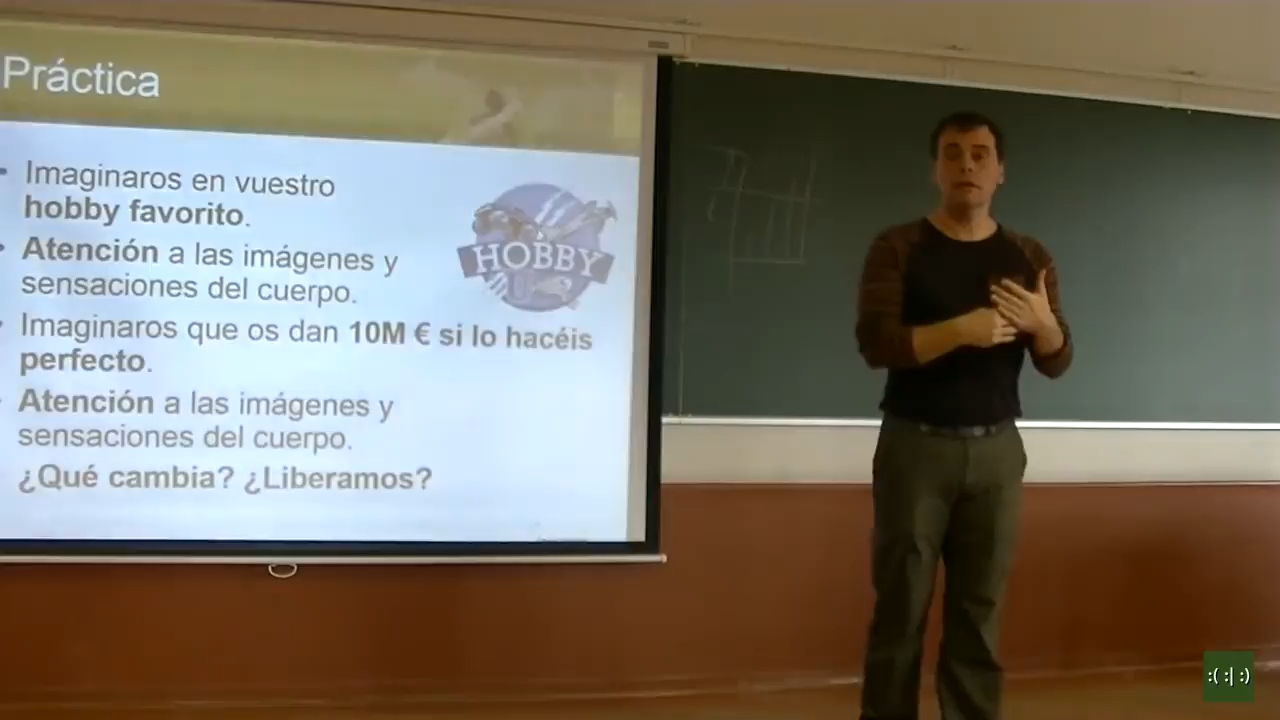 Práctica
Imaginaros en vuestro
hobby favorito.
Atención a las imágenes y
sensaciones del cuerpo.
HOBBY
Imaginaros que os dan 10M € si lo hacéis
perfecto.
Atención a las imágenes y
sensaciones del cuerpo.
¿Qué cambia? ¿Liberamos?
:( :| :)